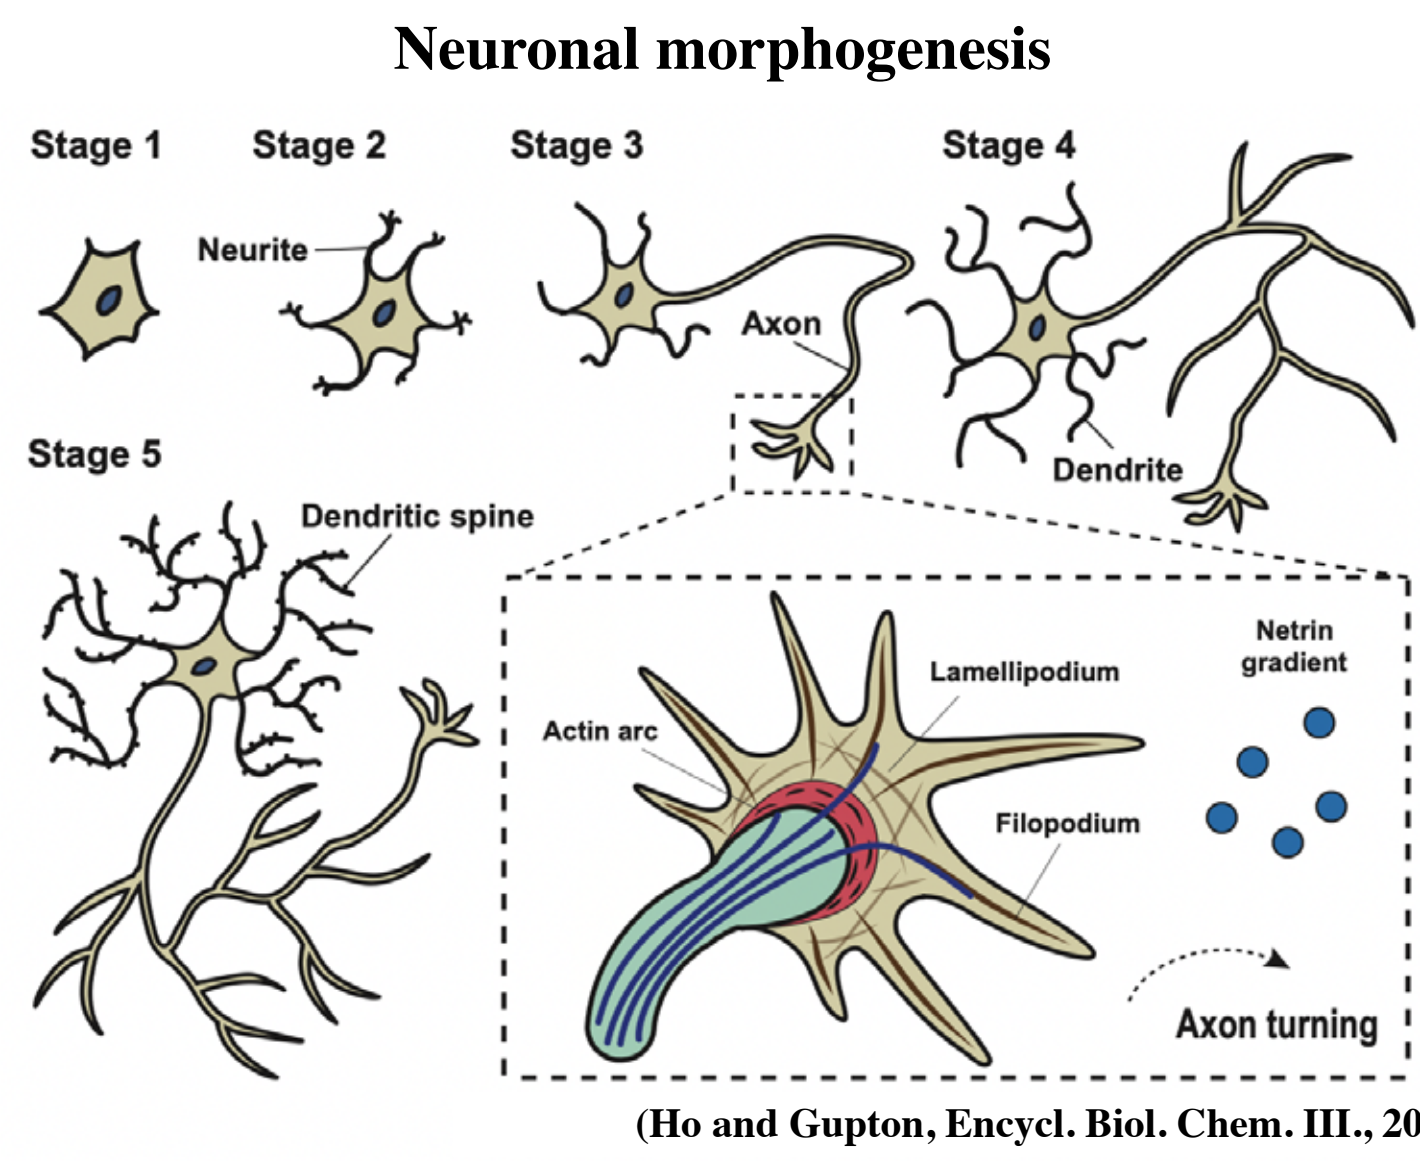 Neuronal morphogenesis
Stage 1
Stage 2
Stage 3
Stage 4
Neurite
Axon
Dendrite
Stage 5
Dendritic spine
Netrin
gradient
Lamellipodium
Actin arc
Filopodium
Axon turning
(Ho and Gupton, Encycl. Biol. Chem. III., 20